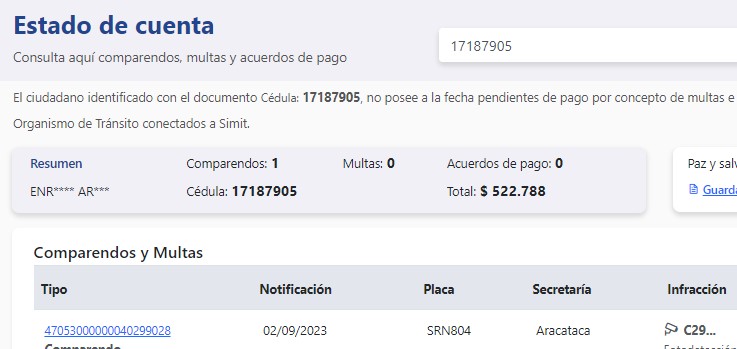 Estado de cuenta
Consulta aquí comparendos, multas y acuerdos de pago
17187905
El ciudadano identificado con el documento Cédula: 17187905, no posee a la fecha pendientes de pago por concepto de multas e
Organismo de Tránsito conectados a Simit.
Resumen Comparendos: 1 Multas: 0 Acuerdos de pago: 0
ENR**** AR*** Cédula: 17187905 Total: $ 522.788
Paz y salv
Guarda
Comparendos y Multas
Tipo Notificación Placa Secretaría Infracción
47053000000040299028 02/09/2023 SRN804 Aracataca C29...
Comparendo Fotodetección